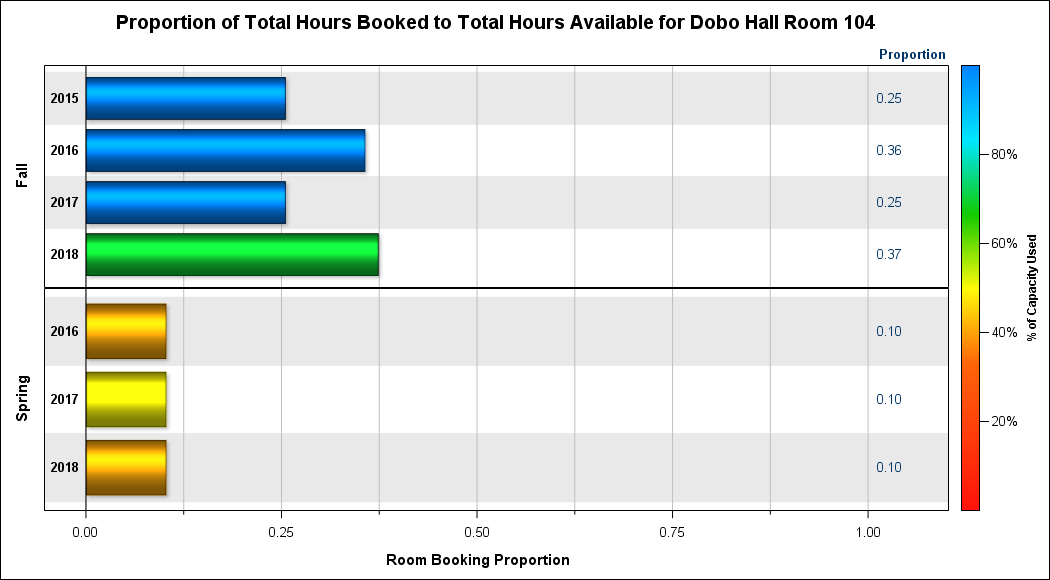 Proportion of Total Hours Booked to Total Hours Available for Dobo Hall Room 104
Proportion
Fall
2015 0.25
2016 0.36
2017 0.25
2018 0.37
Spring
2016 0.10
2017 0.10
2018 0.10
0.00 0.25 0.50 0.75 1.00
Room Booking Proportion
80%
60%
40%
20%
% of Capacity Used